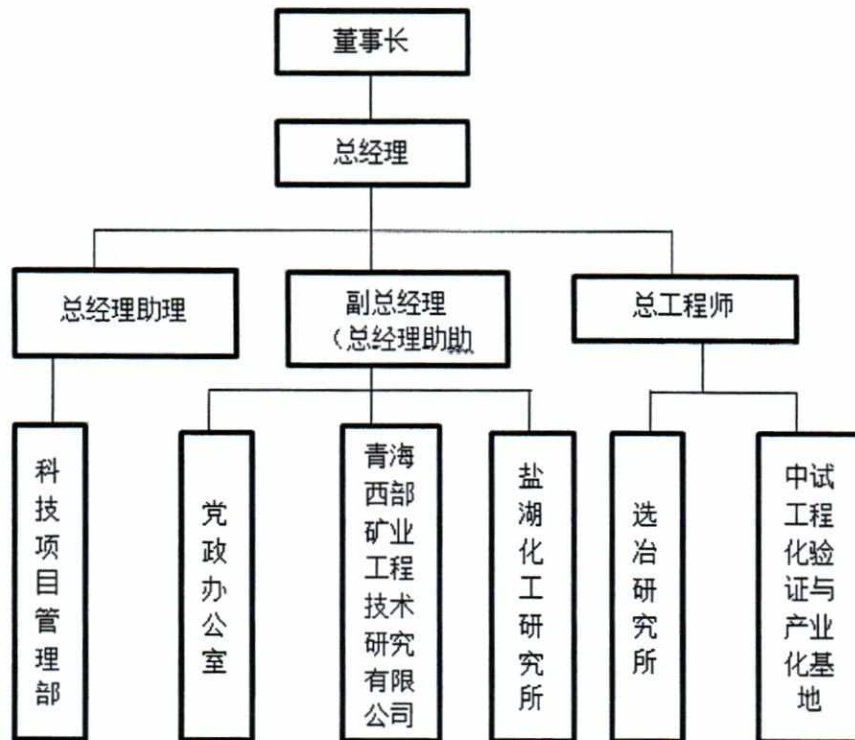 董事长
总经理
总经理助理
副总经理
（总经理助助
总工程师
科技项目管理部
党政办公室
青海
西部
矿业
工程
技术
研究
有限
公司
盐湖化工研究所
选冶研究所
中试
工程
化验
证与
产业
化基
地